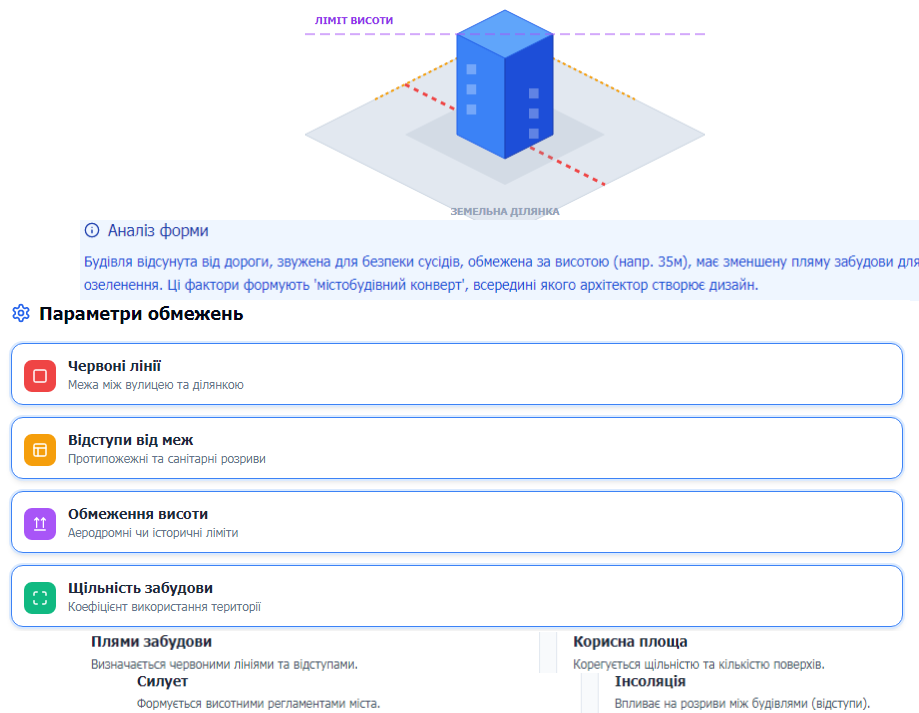 ЛІМІТ ВИСОТИ
ЗЕМЕЛЬНА ДІЛЯНКА
Аналіз форми
Будівля відсунута від дороги, звужена для безпеки сусідів, обмежена за висотою (напр. 35м), має зменшену пляму забудови для
озеленення. Ці фактори формують 'містобудівний конверт', всередині якого архітектор створює дизайн.
Параметри обмежень
Червоні лінії
Межа між вулицею та ділянкою
Відступи від меж
Протипожежні та санітарні розриви
Обмеження висоти
Аеродромні чи історичні ліміти
Щільність забудови
Коефіцієнт використання території
Плями забудови
Визначається червоними лініями та відступами.
Корисна площа
Корегується щільністю та кількістю поверхів.
Силует
Формується висотними регламентами міста.
Інсоляція
Впливає на розриви між будівлями (відступи).